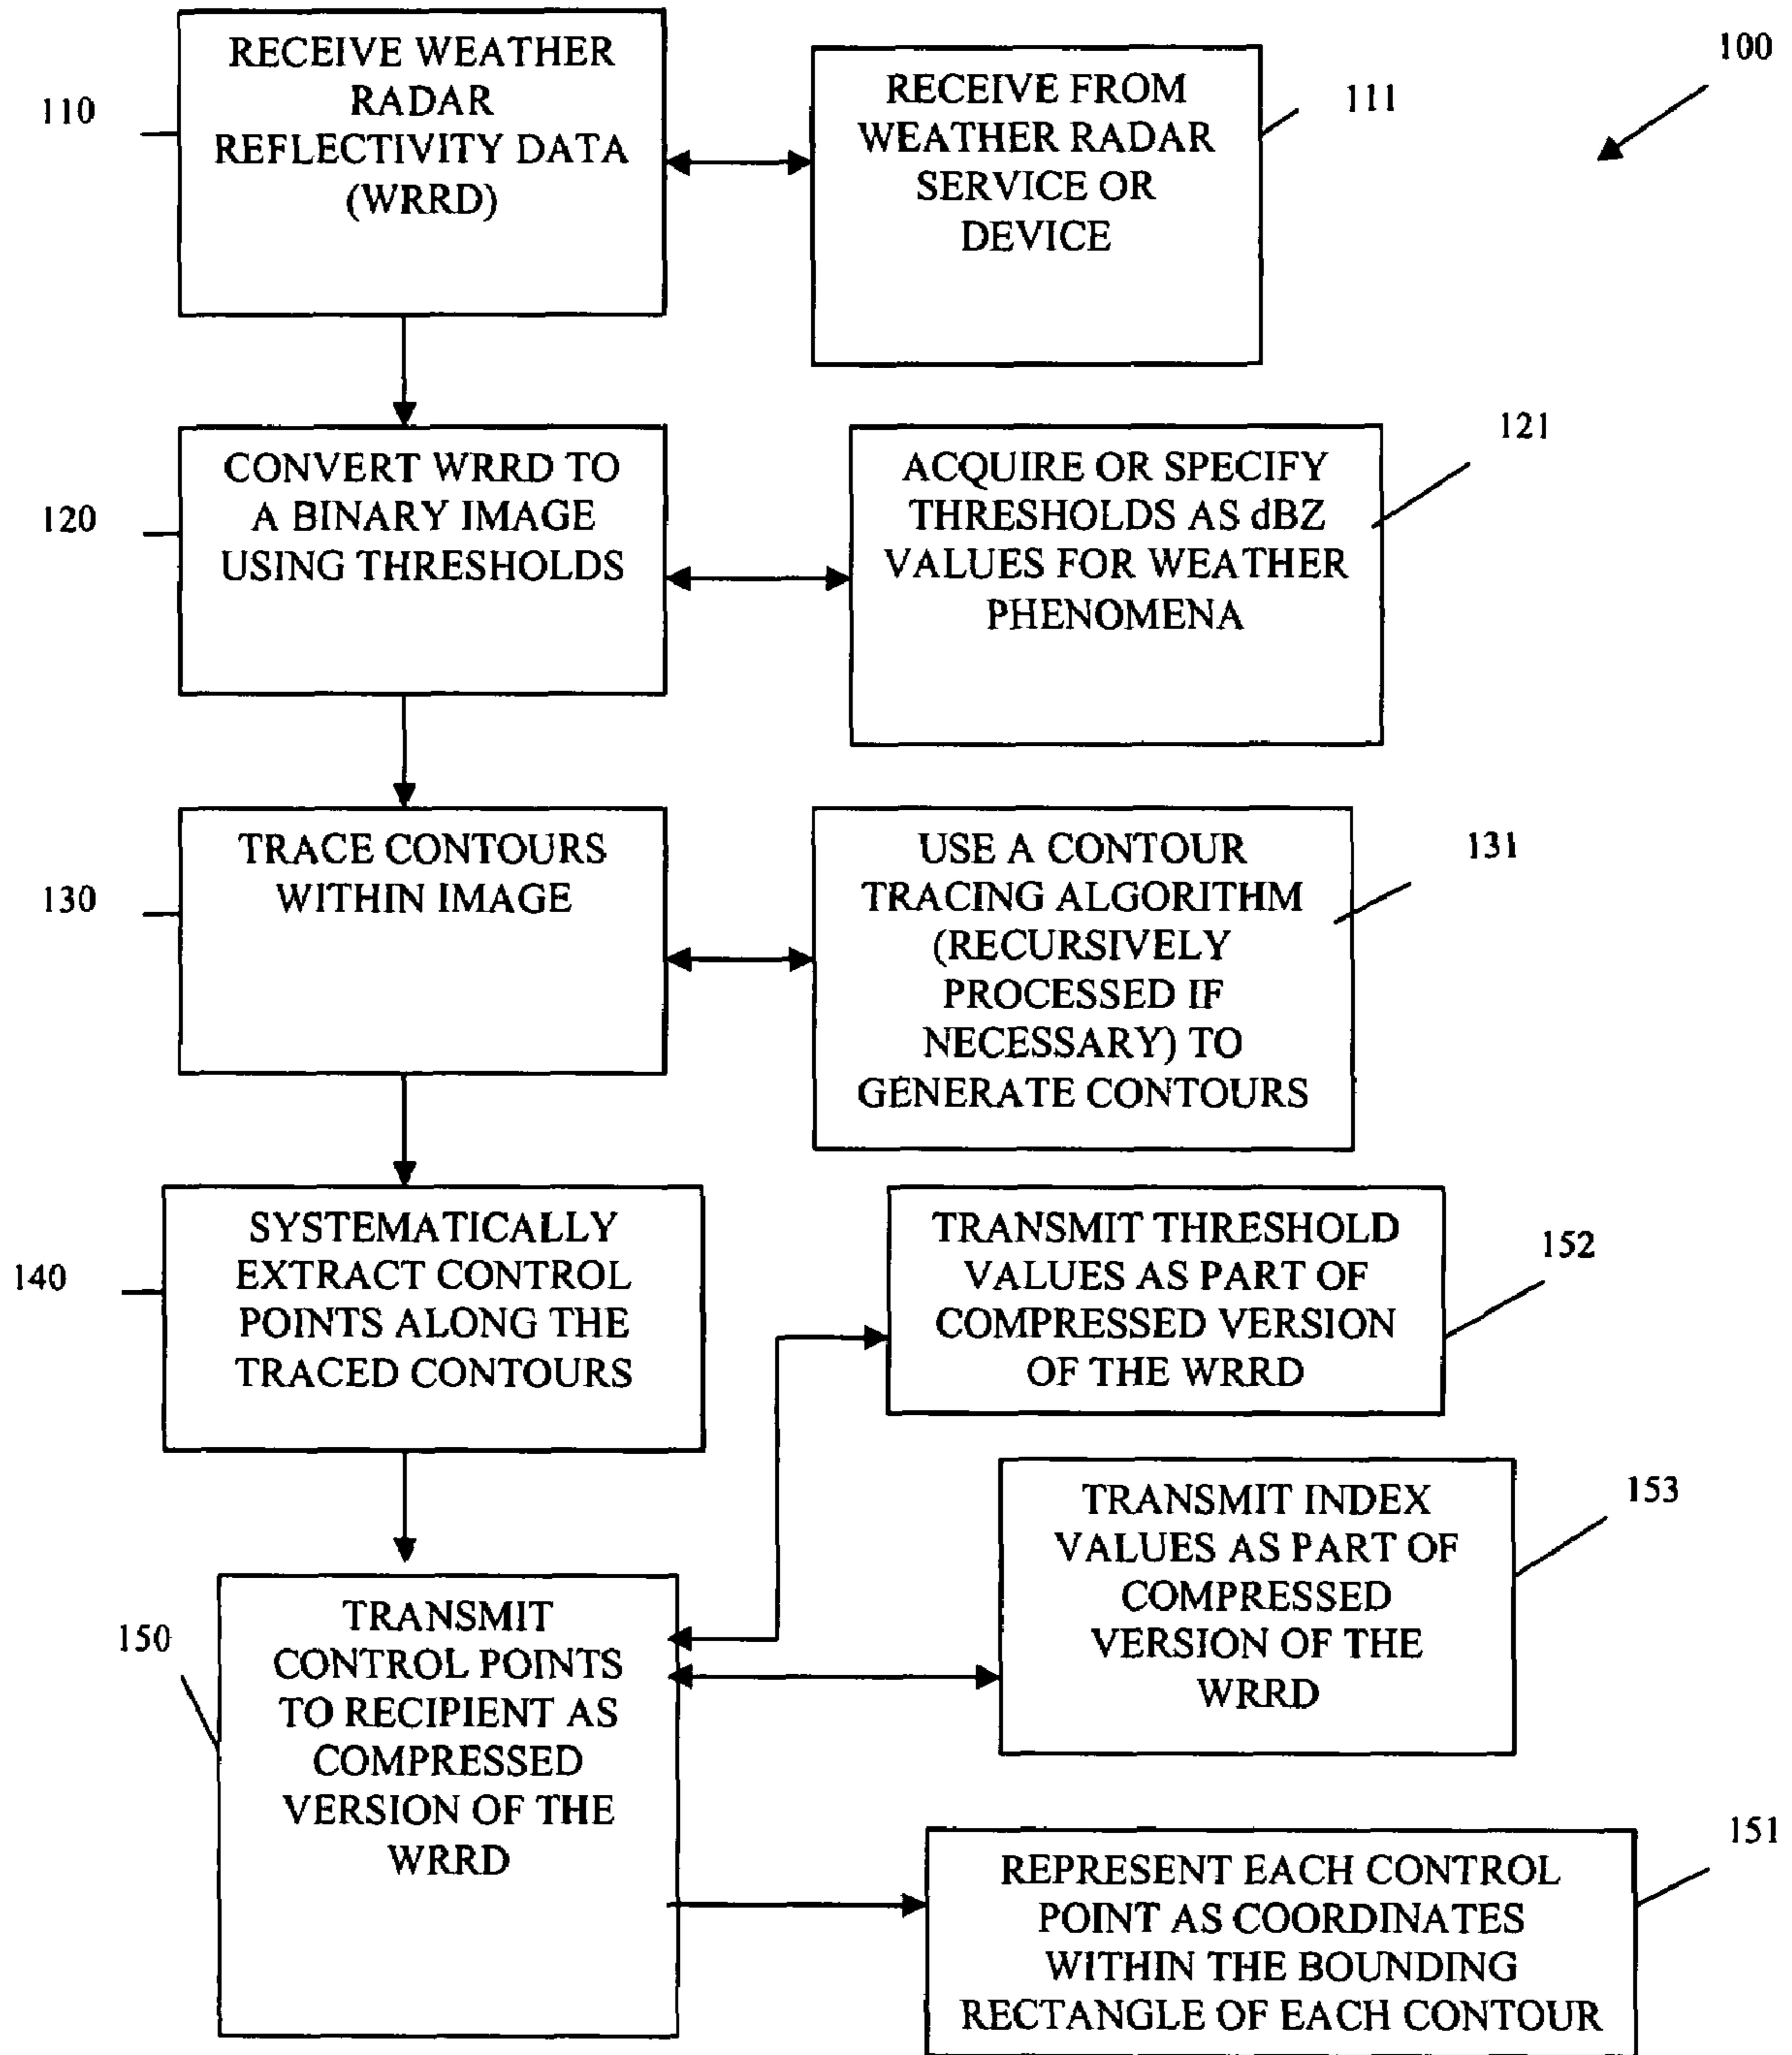 100
110
RECEIVE WEATHER
RADAR
REFLECTIVITY DATA
(WRRD)
RECEIVE FROM
WEATHER RADAR
SERVICE OR
DEVICE
111
120
CONVERT WRRD TO
A BINARY IMAGE
USING THRESHOLDS
ACQUIRE OR SPECIFY
THRESHOLDS AS dBZ
VALUES FOR WEATHER
PHENOMENA
121
130
TRACE CONTOURS
WITHIN IMAGE
USE A CONTOUR
TRACING ALGORITHM
(RECURSIVELY
PROCESSED IF
NECESSARY) TO
GENERATE CONTOURS
131
140
SYSTEMATICALLY
EXTRACT CONTROL
POINTS ALONG THE
TRACED CONTOURS
TRANSMIT THRESHOLD
VALUES AS PART OF
COMPRESSED VERSION
OF THE WRRD
152
TRANSMIT INDEX
VALUES AS PART OF
COMPRESSED
VERSION OF THE
WRRD
153
150
TRANSMIT
CONTROL POINTS
TO RECIPIENT AS
COMPRESSED
VERSION OF THE
WRRD
REPRESENT EACH CONTROL
POINT AS COORDINATES
WITHIN THE BOUNDING
RECTANGLE OF EACH CONTOUR
151